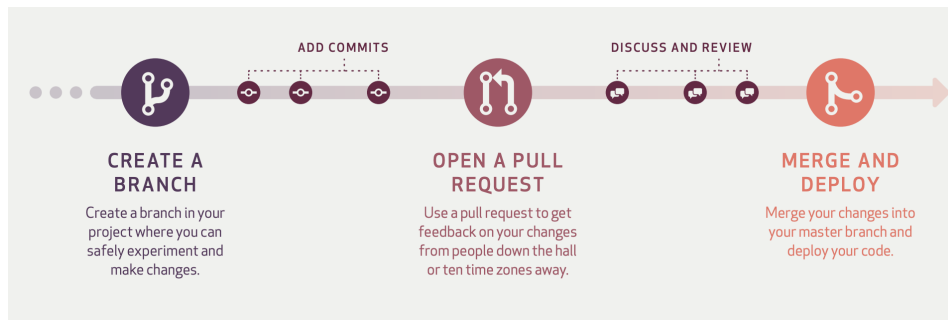 ADD COMMITS
DISCUSS AND REVIEW
CREATE A
BRANCH
Create a branch in your
project where you can
safely experiment and
make changes.
OPEN A PULL
REQUEST
Use a pull request to get
feedback on your changes
from people down the hall
or ten time zones away.
MERGE AND
DEPLOY
Merge your changes into
your master branch and
deploy your code.